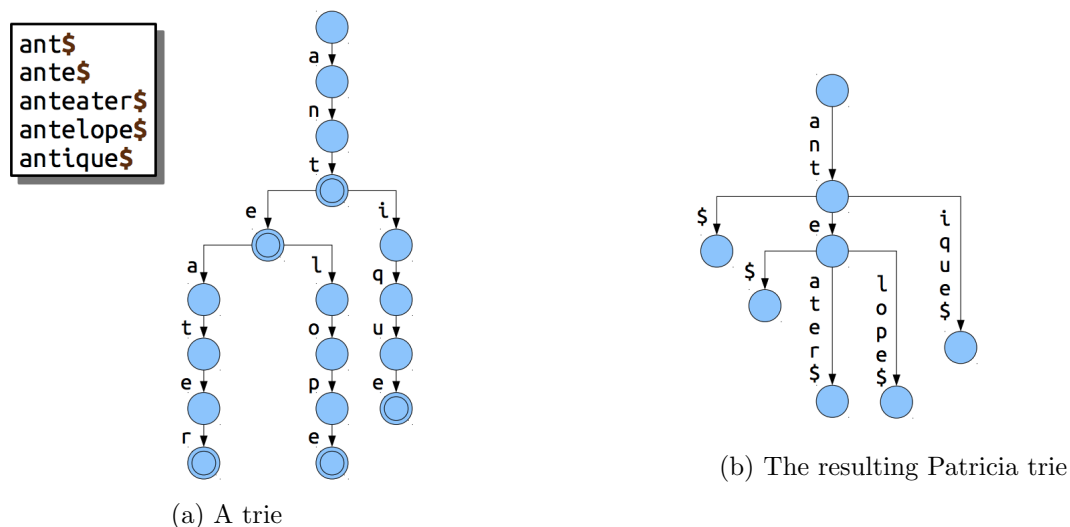 ant$
ante$
anteater$
antelope$
antique$
a
n
t
e
i
a
l
q
t
o
u
e
p
e
r
e
(a) A trie
a
n
t
$
e
i
q
u
e
$
$
a
t
e
r
$
l
o
p
e
$
(b) The resulting Patricia trie